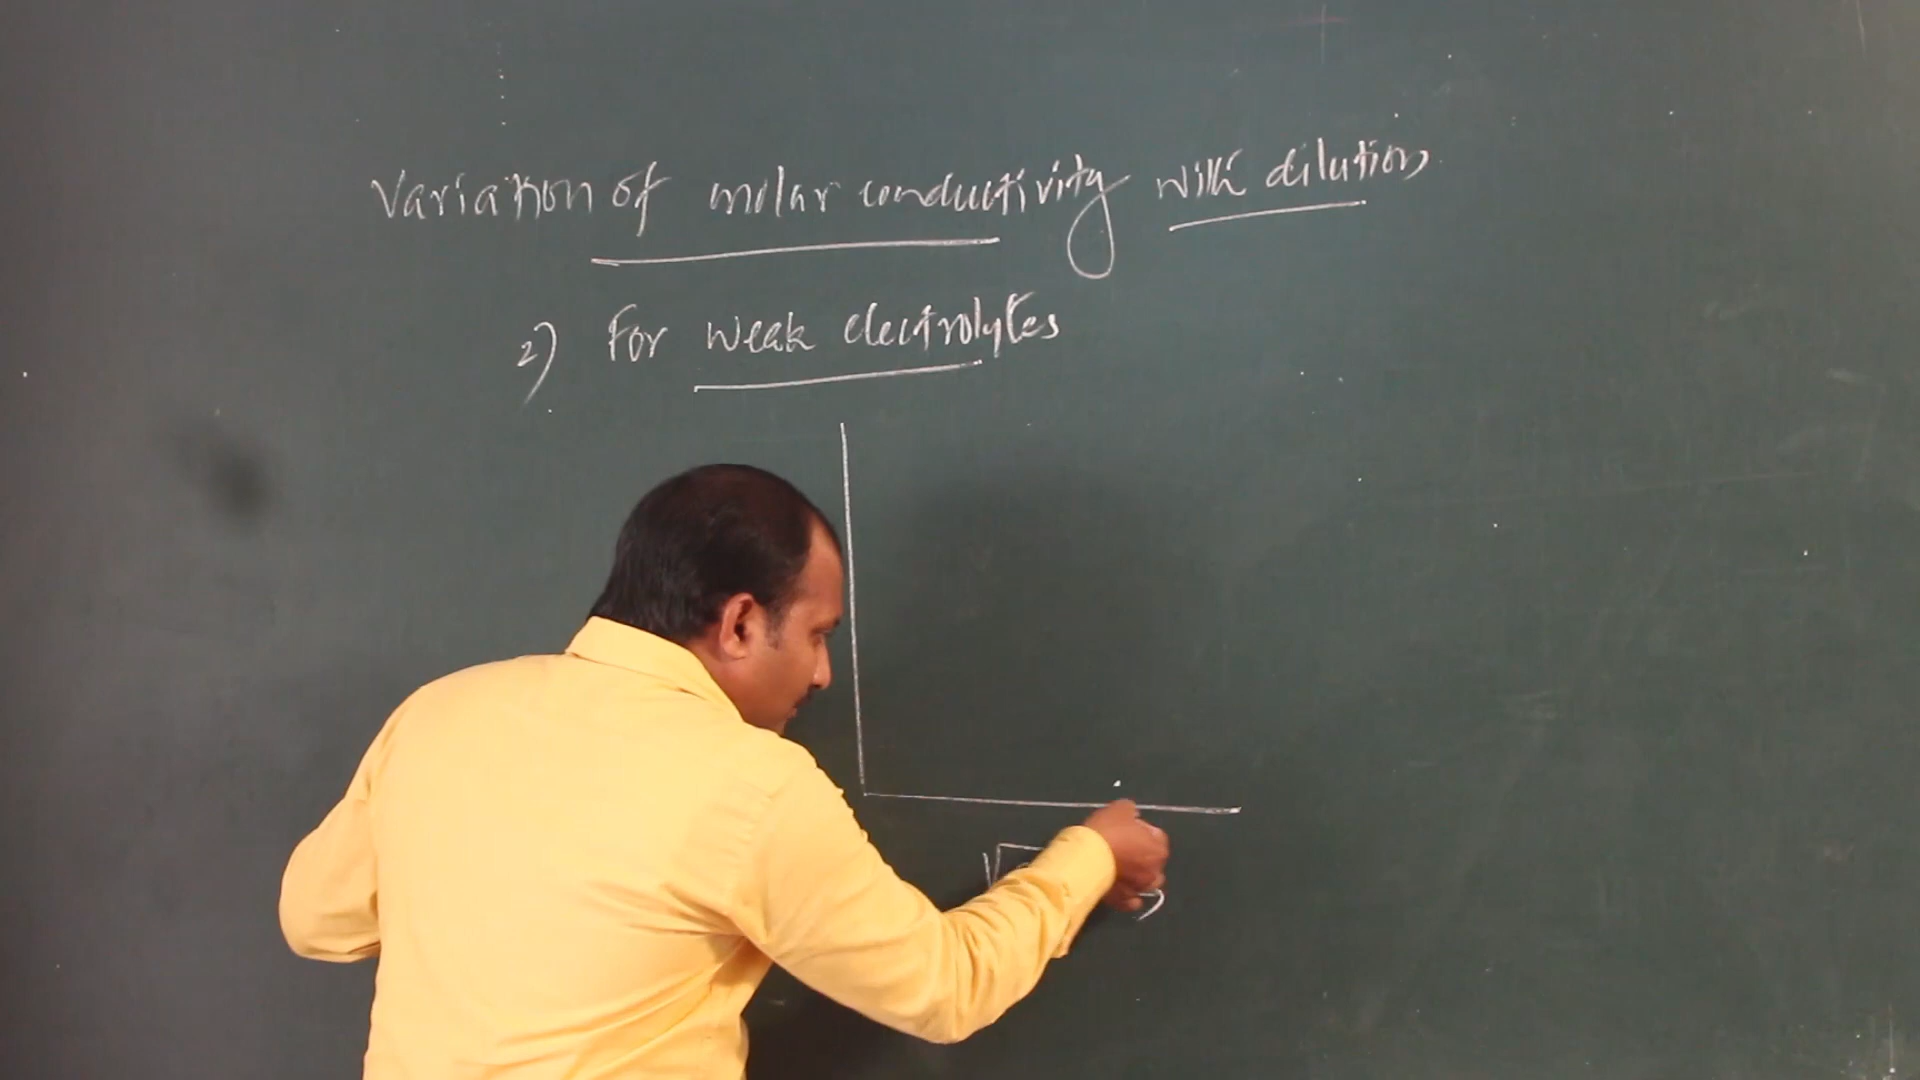 Variation of molar conductivity with dilution
2) For weak electrolytes